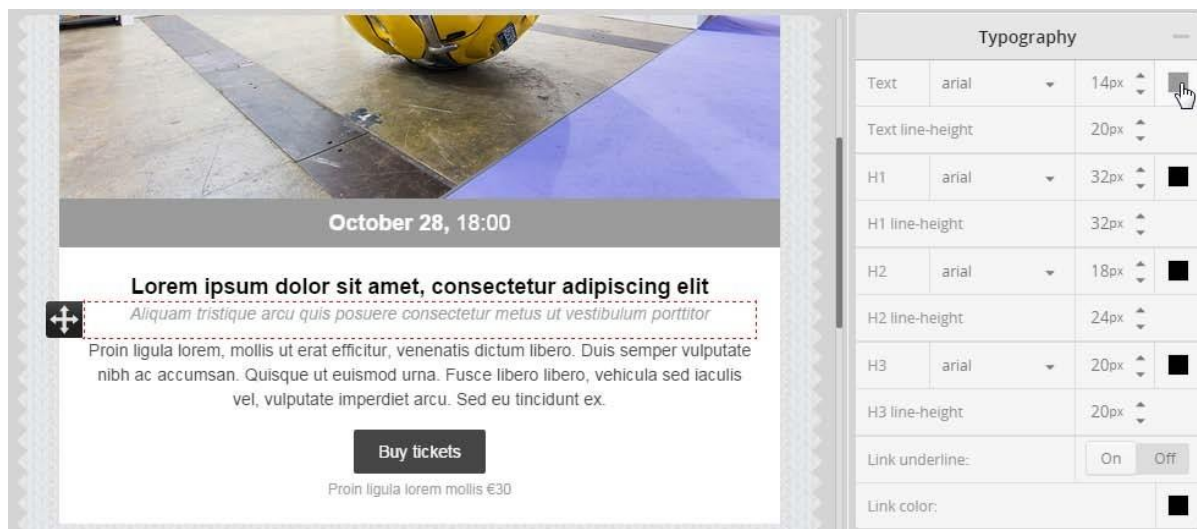 October 28, 18:00
Lorem ipsum dolor sit amet, consectetur adipiscing elit
Aliquam tristique arcu quis posuere consectetur metus ut vestibulum porttitor
Proin ligula lorem, mollis ut erat efficitur, venenatis dictum libero. Duis semper vulputate
nibh ac accumsan. Quisque ut euismod urna. Fusce libero libero, vehicula sed iaculis
vel, vulputate imperdiet arcu. Sed eu tincidunt ex.
Buy tickets
Proin ligula lorem mollis €30
Typography
Text arial 14px
Text line-height 20px
H1 arial 32px
H1 line-height 32px
H2 arial 18px
H2 line-height 24px
H3 arial 20px
H3 line-height 20px
Link underline: On Off
Link color: